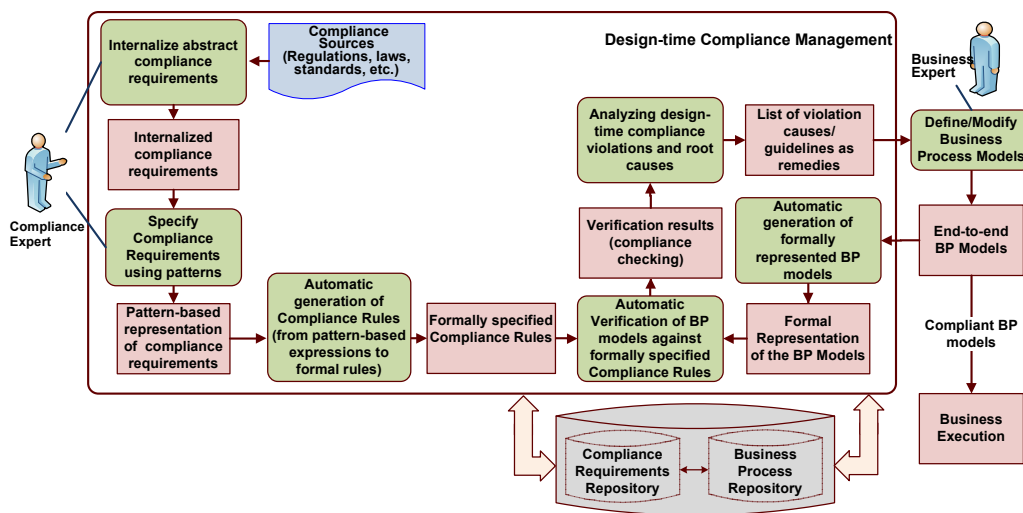 Design-time Compliance Management
Internalize abstract
compliance
requirements
Compliance
Sources
(Regulations, laws,
standards, etc.)
Internalized
compliance
requirements
Compliance
Expert
Specify
Compliance
Requirements
using patterns
Pattern-based
representation
of compliance
requirements
Automatic
generation of
Compliance Rules
(from pattern-based
expressions to
formal rules)
Formally specified
Compliance Rules
Automatic
Verification of BP
models against
formally specified
Compliance Rules
Verification results
(compliance
checking)
Analyzing design-
time compliance
violations and root
causes
List of violation
causes/
guidelines as
remedies
Business
Expert
Define/Modify
Business
Process Models
End-to-end
BP Models
Automatic
generation of
formally
represented BP
models
Formal
Representation
of the BP Models
Compliant BP
models
Business
Execution
Compliance
Requirements
Repository
Business
Process
Repository